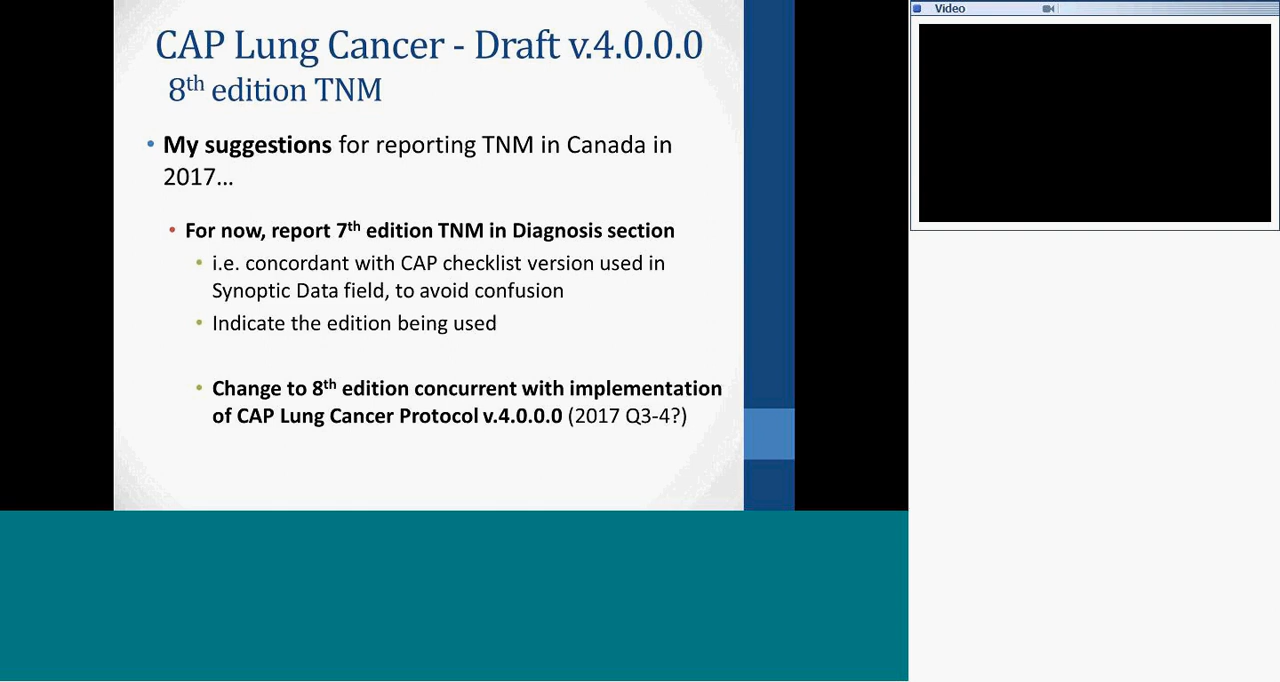 CAP Lung Cancer - Draft v.4.0.0.0
8th edition TNM
• My suggestions for reporting TNM in Canada in
2017...
• For now, report 7th edition TNM in Diagnosis section
• i.e. concordant with CAP checklist version used in
Synoptic Data field, to avoid confusion
• Indicate the edition being used
• Change to 8th edition concurrent with implementation
of CAP Lung Cancer Protocol v.4.0.0.0 (2017 Q3-4?)
Video